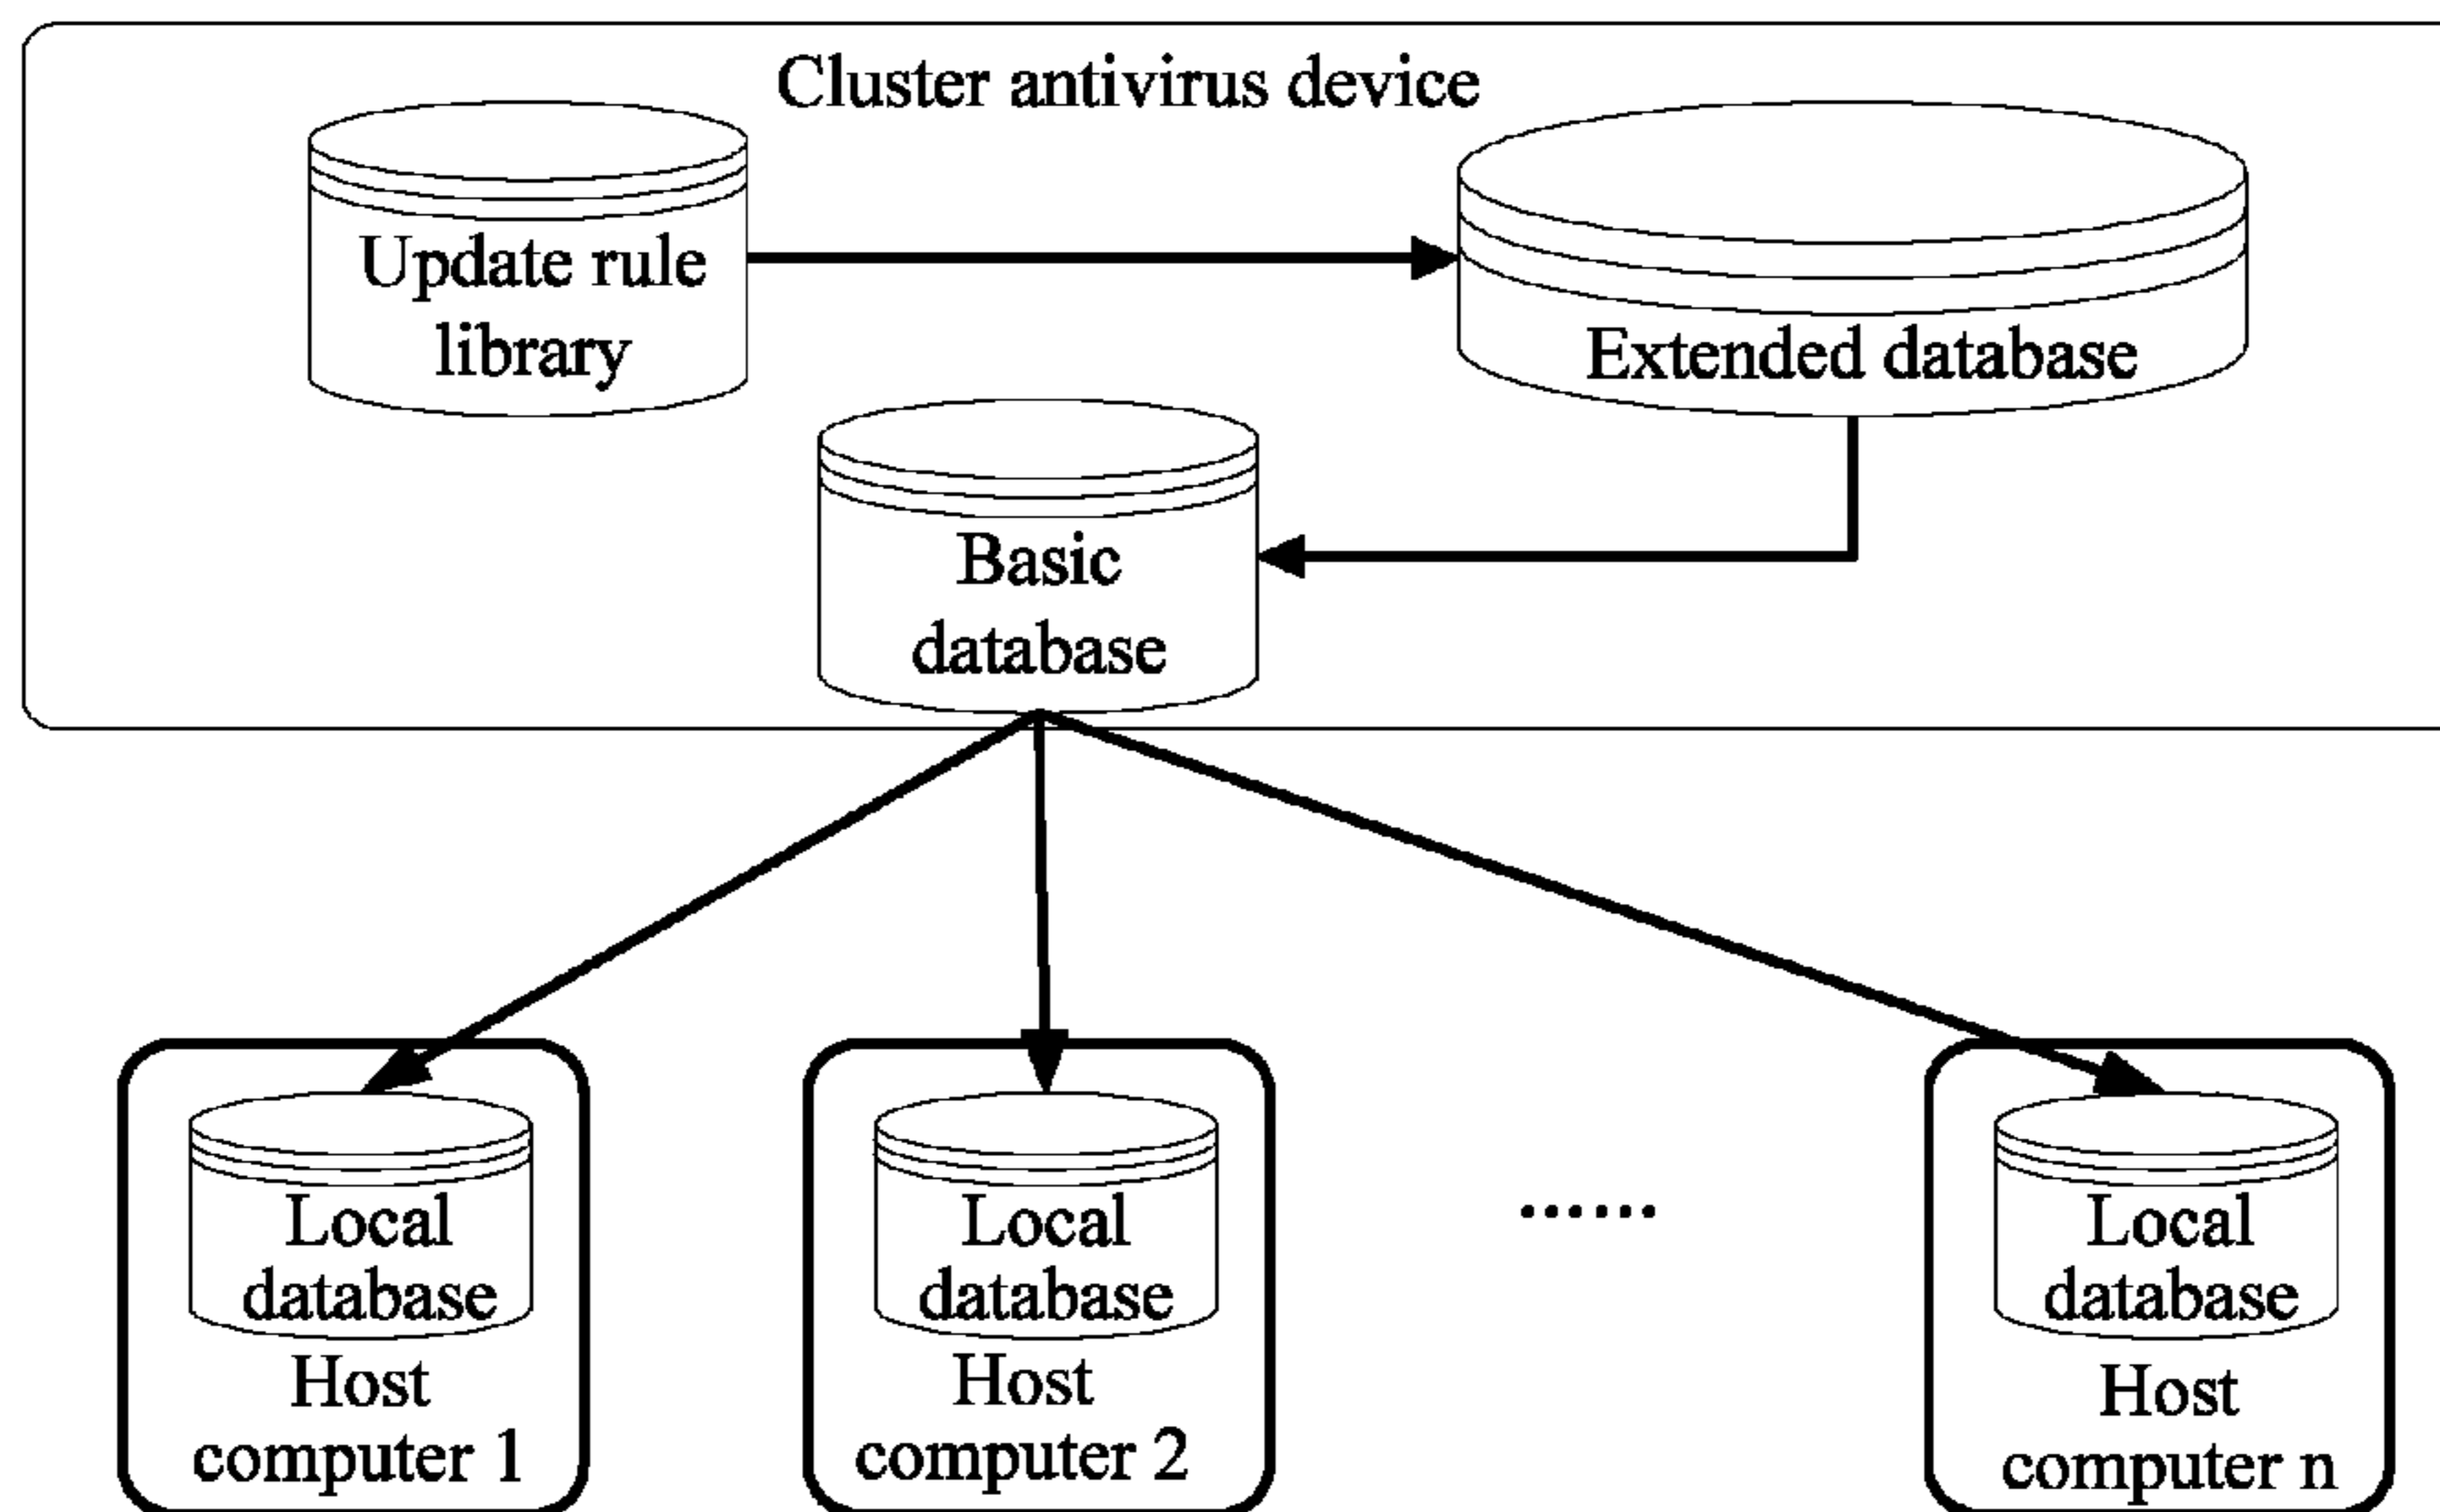 Cluster antivirus device
Update rule
library
Extended database
Basic
database
Local
database
Host
computer 1
Local
database
Host
computer 2
······
Local
database
Host
computer n